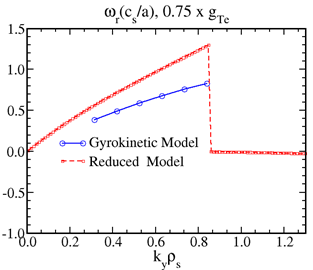 ωr(cs/a), 0.75 x gTe
1.5
1.0
0.5
0.0
-0.5
-1.0
Gyrokinetic Model
Reduced Model
0.0 0.2 0.4 0.6 0.8 1.0 1.2
kyρs